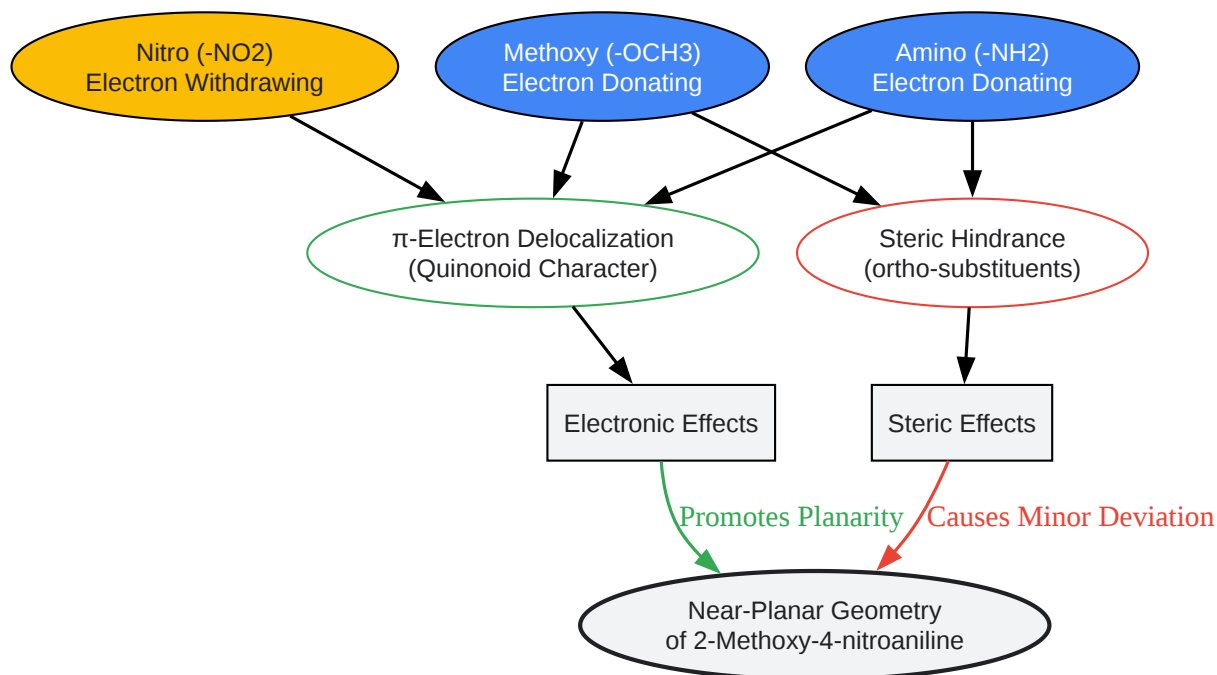 Nitro (-NO2)
Electron Withdrawing
Methoxy (-OCH3)
Electron Donating
Amino (-NH2)
Electron Donating
π-Electron Delocalization
(Quinonoid Character)
Steric Hindrance
(ortho-substituents)
Electronic Effects
Steric Effects
Promotes Planarity
Causes Minor Deviation
Near-Planar Geometry
of 2-Methoxy-4-nitroaniline